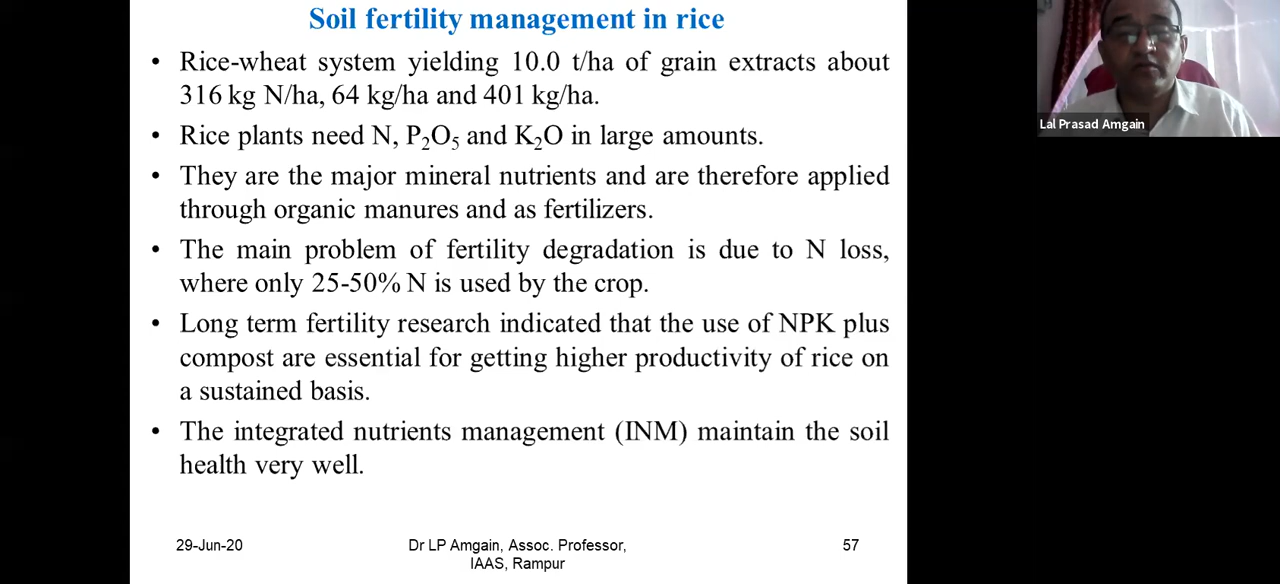 Soil fertility management in rice
• Rice-wheat system yielding 10.0 t/ha of grain extracts about
316 kg N/ha, 64 kg/ha and 401 kg/ha.
• Rice plants need N, P₂O₅ and K₂O in large amounts.
• They are the major mineral nutrients and are therefore applied
through organic manures and as fertilizers.
• The main problem of fertility degradation is due to N loss,
where only 25-50% N is used by the crop.
• Long term fertility research indicated that the use of NPK plus
compost are essential for getting higher productivity of rice on
a sustained basis.
• The integrated nutrients management (INM) maintain the soil
health very well.
29-Jun-20
Dr LP Amgain, Assoc. Professor,
IAAS, Rampur
57
Lal Prasad Amgain